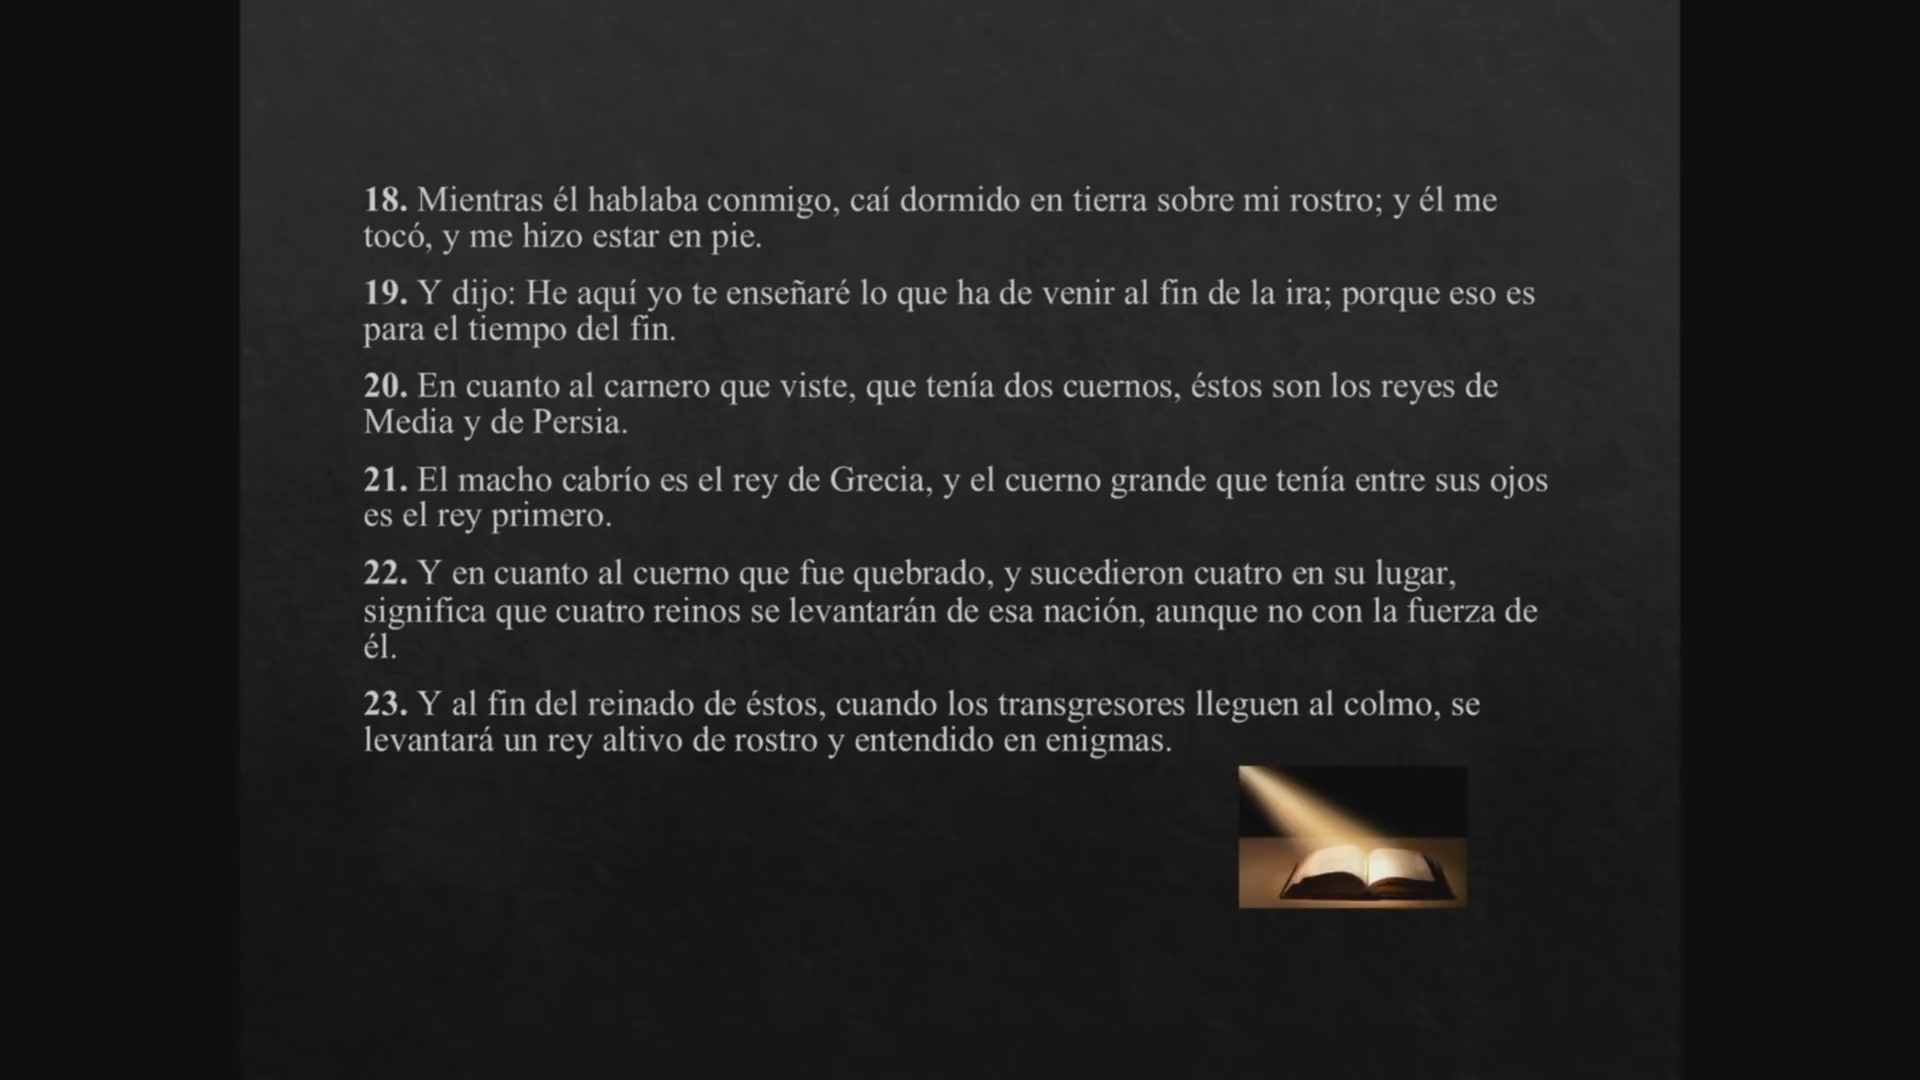 18. Mientras él hablaba conmigo, caí dormido en tierra sobre mi rostro; y él me
tocó, y me hizo estar en pie.
19. Y dijo: He aquí yo te enseñaré lo que ha de venir al fin de la ira; porque eso es
para el tiempo del fin.
20. En cuanto al carnero que viste, que tenía dos cuernos, éstos son los reyes de
Media y de Persia.
21. El macho cabrío es el rey de Grecia, y el cuerno grande que tenía entre sus ojos
es el rey primero.
22. Y en cuanto al cuerno que fue quebrado, y sucedieron cuatro en su lugar,
significa que cuatro reinos se levantarán de esa nación, aunque no con la fuerza de
él.
23. Y al fin del reinado de éstos, cuando los transgresores lleguen al colmo, se
levantará un rey altivo de rostro y entendido en enigmas.